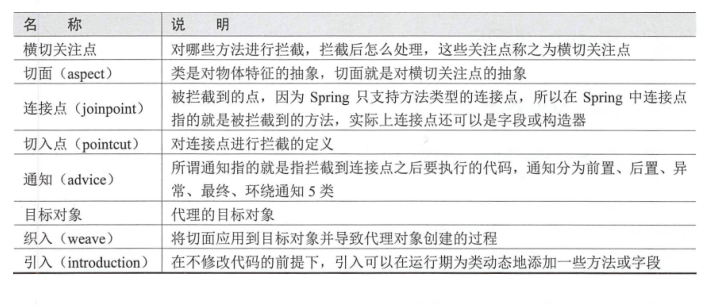 名 称 说 明
横切关注点 对哪些方法进行拦截，拦截后怎么处理，这些关注点称之为横切关注点
切面（aspect） 类是对物体特征的抽象，切面就是对横切关注点的抽象
连接点（joinpoint） 被拦截到的点，因为 Spring 只支持方法类型的连接点，所以在 Spring 中连接点
指的就是被拦截到的方法，实际上连接点还可以是字段或构造器
切入点（pointcut） 对连接点进行拦截的定义
通知（advice） 所谓通知指的就是指拦截到连接点之后要执行的代码，通知分为前置、后置、异
常、最终、环绕通知 5 类
目标对象 代理的目标对象
织入（weave） 将切面应用到目标对象并导致代理对象创建的过程
引入（introduction） 在不修改代码的前提下，引入可以在运行期为类动态地添加一些方法或字段